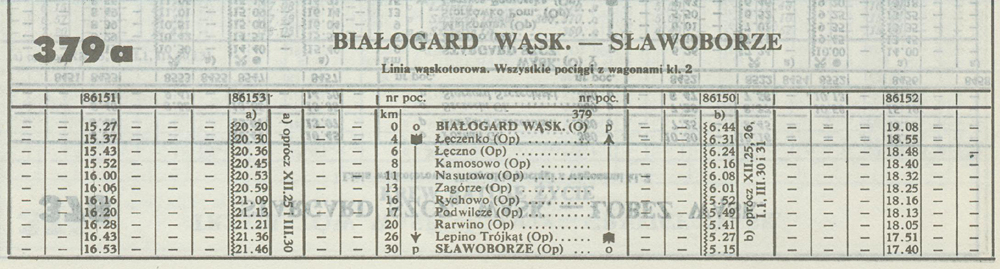 379a
BIAŁOGARD WĄSK. — SŁAWOBORZE
Linia wąskotorowa. Wszystkie pociągi z wagonami kl. 2
86151 86153 nr poc. nr poc. 86150 86152
a) km 379 b)
— — 15.27 — — — 20.20 — — — 0 o BIAŁOGARD WĄSK. (O) p — — 6.44 — — — 19.08 — —
— — 15.37 — — — 20.30 — — — 4 Łęczenko (Op) .......... — — 6.31 — — — 18.55 — —
— — 15.43 — — — 20.36 — — — 6 Łęczno (Op) .......... — — 6.24 — — — 18.48 — —
— — 15.52 — — — 20.45 — — — 8 Kamosowo (Op) .......... — — 6.16 — — — 18.40 — —
— — 16.00 — — — 20.53 — — — 11 Nasutowo (Op) .......... — — 6.08 — — — 18.32 — —
— — 16.06 — — — 20.59 — — — 13 Zagórze (Op) .......... — — 6.01 — — — 18.25 — —
— — 16.16 — — — 21.09 — — — 16 Rychowo (Op) .......... — — 5.52 — — — 18.16 — —
— — 16.20 — — — 21.13 — — — 17 Podwilcze (Op) .......... — — 5.49 — — — 18.13 — —
— — 16.28 — — — 21.21 — — — 20 Rarwino (Op) .......... — — 5.41 — — — 18.05 — —
— — 16.43 — — — 21.36 — — — 26 Lepino Trójkąt (Op) ...... — — 5.27 — — — 17.51 — —
— — 16.53 — — — 21.46 — — — 30 p SŁAWOBORZE (Op) ...... o — — 5.15 — — — 17.40 — —
a) oprócz XII.25 i III.30
b) oprócz XII.25, 26,
I.1. III.30 i 31